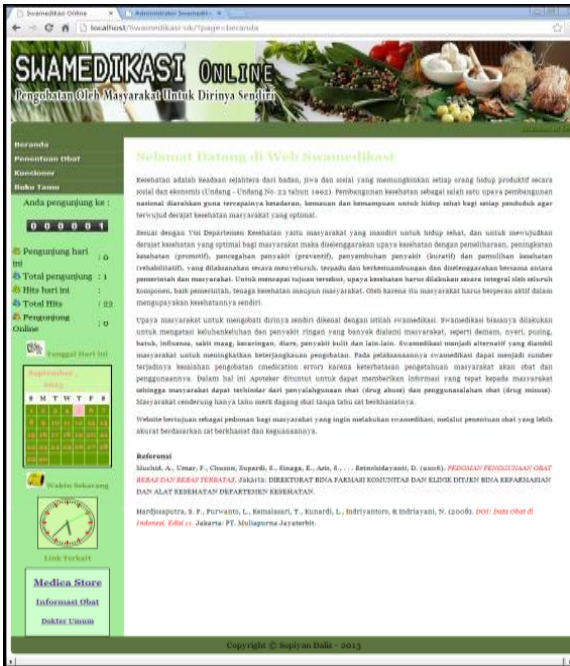 Swamedikasi Online
Administrator Swamedi
localhost/Swamedikasi-ok/?page=beranda
SWAMEDIKASI ONLINE
Pengobatan Oleh Masyarakat Untuk Dirinya Sendiri
Beranda
Penentuan Obat
Kuesioner
Buku Tamu
Anda pengunjung ke :
0 0 0 0 0 1
Pengunjung hari
ini : 0
Total pengunjung : 1
Hits hari ini :
Total Hits : 22
Pengunjung
Online : 0
Tanggal Hari ini
September ,
2013
S M T W T F S
Waktu Sekarang
Link Terkait
Medica Store
Informasi Obat
Dokter Umum
Selamat Datang di Web Swamedikasi
Kesehatan adalah keadaan sejahtera dari badan, jiwa dan sosial yang memungkinkan setiap orang hidup produktif secara
sosial dan ekonomis (Undang - Undang No. 23 tahun 1992). Pembangunan kesehatan sebagai salah satu upaya pembangunan
nasional diarahkan guna tercapainya kesadaran, kemauan dan kemampuan untuk hidup sehat bagi setiap penduduk agar
terwujud derajat kesehatan masyarakat yang optimal.
Sesuai dengan Visi Departemen Kesehatan yaitu masyarakat yang mandiri untuk hidup sehat, dan untuk mewujudkan
derajat kesehatan yang optimal bagi masyarakat maka diselenggarakan upaya kesehatan dengan pemeliharaan, peningkatan
kesehatan (promotif), pencegahan penyakit (preventif), penyembuhan penyakit (kuratif) dan pemulihan kesehatan
(rehabilitatif), yang dilaksanakan secara menyeluruh, terpadu dan berkesinambungan dan diselenggarakan bersama antara
pemerintah dan masyarakat. Untuk mencapai tujuan tersebut, upaya kesehatan harus dilakukan secara integral oleh seluruh
komponen, baik pemerintah, tenaga kesehatan maupun masyarakat. Oleh karena itu masyarakat harus berperan aktif dalam
mengupayakan kesehatannya sendiri.
Upaya masyarakat untuk mengobati dirinya sendiri dikenal dengan istilah swamedikasi. Swamedikasi biasanya dilakukan
untuk mengatasi keluhankeluhan dan penyakit ringan yang banyak dialami masyarakat, seperti demam, nyeri, pusing,
batuk, influenza, sakit maag, kecacingan, diare, penyakit kulit dan lain-lain. Swamedikasi menjadi alternatif yang diambil
masyarakat untuk meningkatkan keterjangkauan pengobatan. Pada pelaksanaannya swamedikasi dapat menjadi sumber
terjadinya kesalahan pengobatan (medication error) karena keterbatasan pengetahuan masyarakat akan obat dan
penggunaannya. Dalam hal ini apoteker dituntut untuk dapat memberikan informasi yang tepat kepada masyarakat
sehingga masyarakat dapat terhindar dari penyalahgunaan obat (drug abuse) dan penggunasalahan obat (drug misuse).
Masyarakat cenderung hanya tahu merk dagang obat tanpa tahu zat berkhasiatnya.
Website bertujuan sebagai pedoman bagi masyarakat yang ingin melakukan swamedikasi, melalui penentuan obat yang lebih
akurat berdasarkan zat berkhasiat dan kegunaannya.
Referensi
Muchid, A., Umar, F., Chusun, Supardi, S., Sinaga, E., Azis, S., . . . Retnohidayanti, D. (2006). PEDOMAN PENGGUNAAN OBAT
BEBAS DAN BEBAS TERBATAS. Jakarta: DIREKTORAT BINA FARMASI KOMUNITAS DAN KLINIK DITJEN BINA KEFARMASIAN
DAN ALAT KESEHATAN DEPARTEMEN KESEHATAN.
Hardjosaputra, S. P., Purwanto, L., Kemalasari, T., Kunardi, L., Indriyantoro, & Indriayani, N. (2008). DOI: Data Obat di
Indonesi, Edisi 11. Jakarta: PT. Muliapurna Jayaterbit.
Copyright © Sopiyan Dalis - 2013